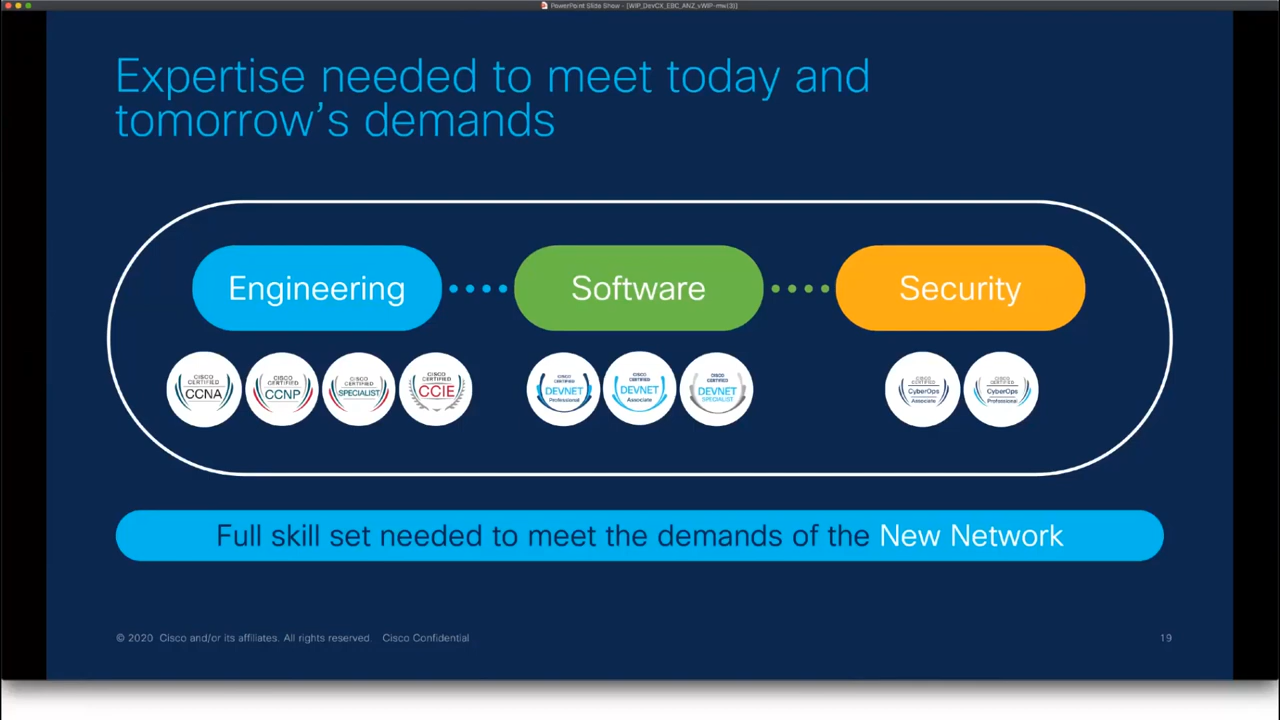 PowerPoint Slide Show - [WIP_DevCX_EBC_ANZ_vWIP-mw(3)]
Expertise needed to meet today and
tomorrow's demands
Engineering
Software
Security
CISCO
CERTIFIED
CCNA
CISCO
CERTIFIED
CCNP
CISCO
CERTIFIED
SPECIALIST
CISCO
CERTIFIED
CCIE
CISCO
CERTIFIED
DEVNET
Professional
CISCO
CERTIFIED
DEVNET
Associate
CISCO
CERTIFIED
DEVNET
SPECIALIST
CISCO
CERTIFIED
CyberOps
Associate
CISCO
CERTIFIED
CyberOps
Professional
Full skill set needed to meet the demands of the New Network
© 2020 Cisco and/or its affiliates. All rights reserved. Cisco Confidential
19